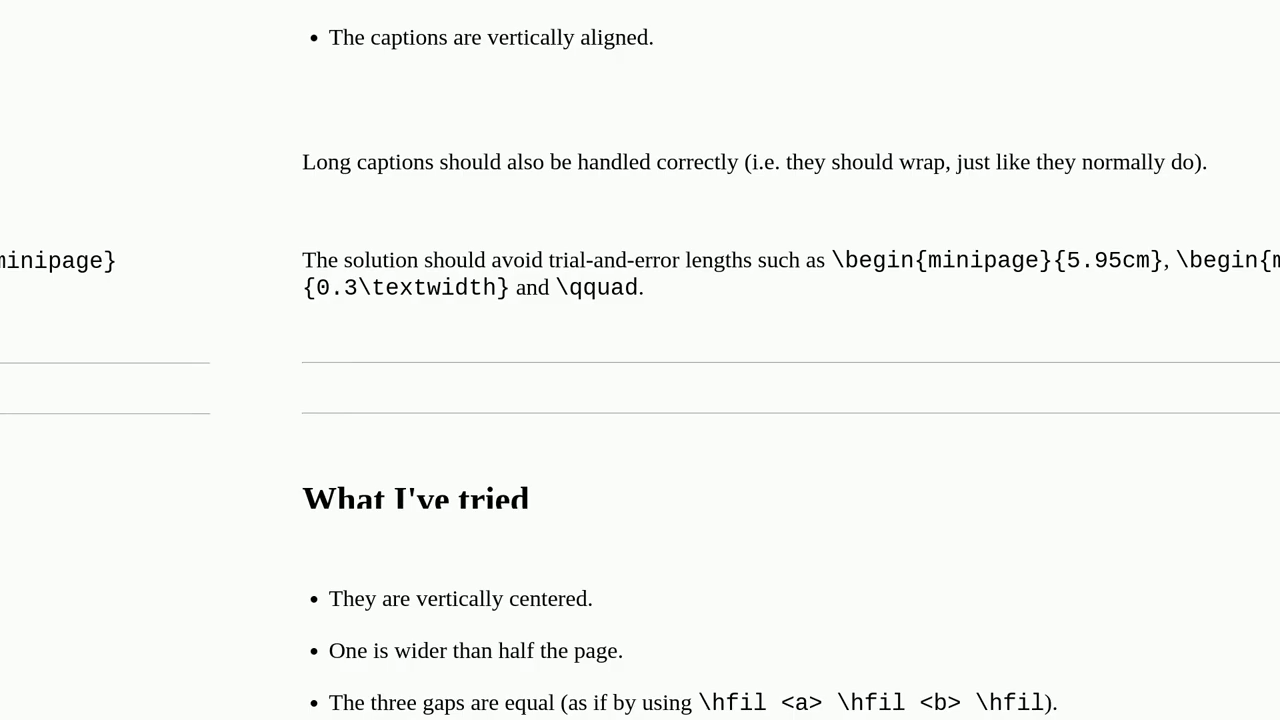 The captions are vertically aligned.
Long captions should also be handled correctly (i.e. they should wrap, just like they normally do).
minipage}
The solution should avoid trial-and-error lengths such as \begin{minipage}{5.95cm}, \begin{m
{0.3\textwidth} and \qquad.
What I've tried
They are vertically centered.
One is wider than half the page.
The three gaps are equal (as if by using \hfil <a> \hfil <b> \hfil).